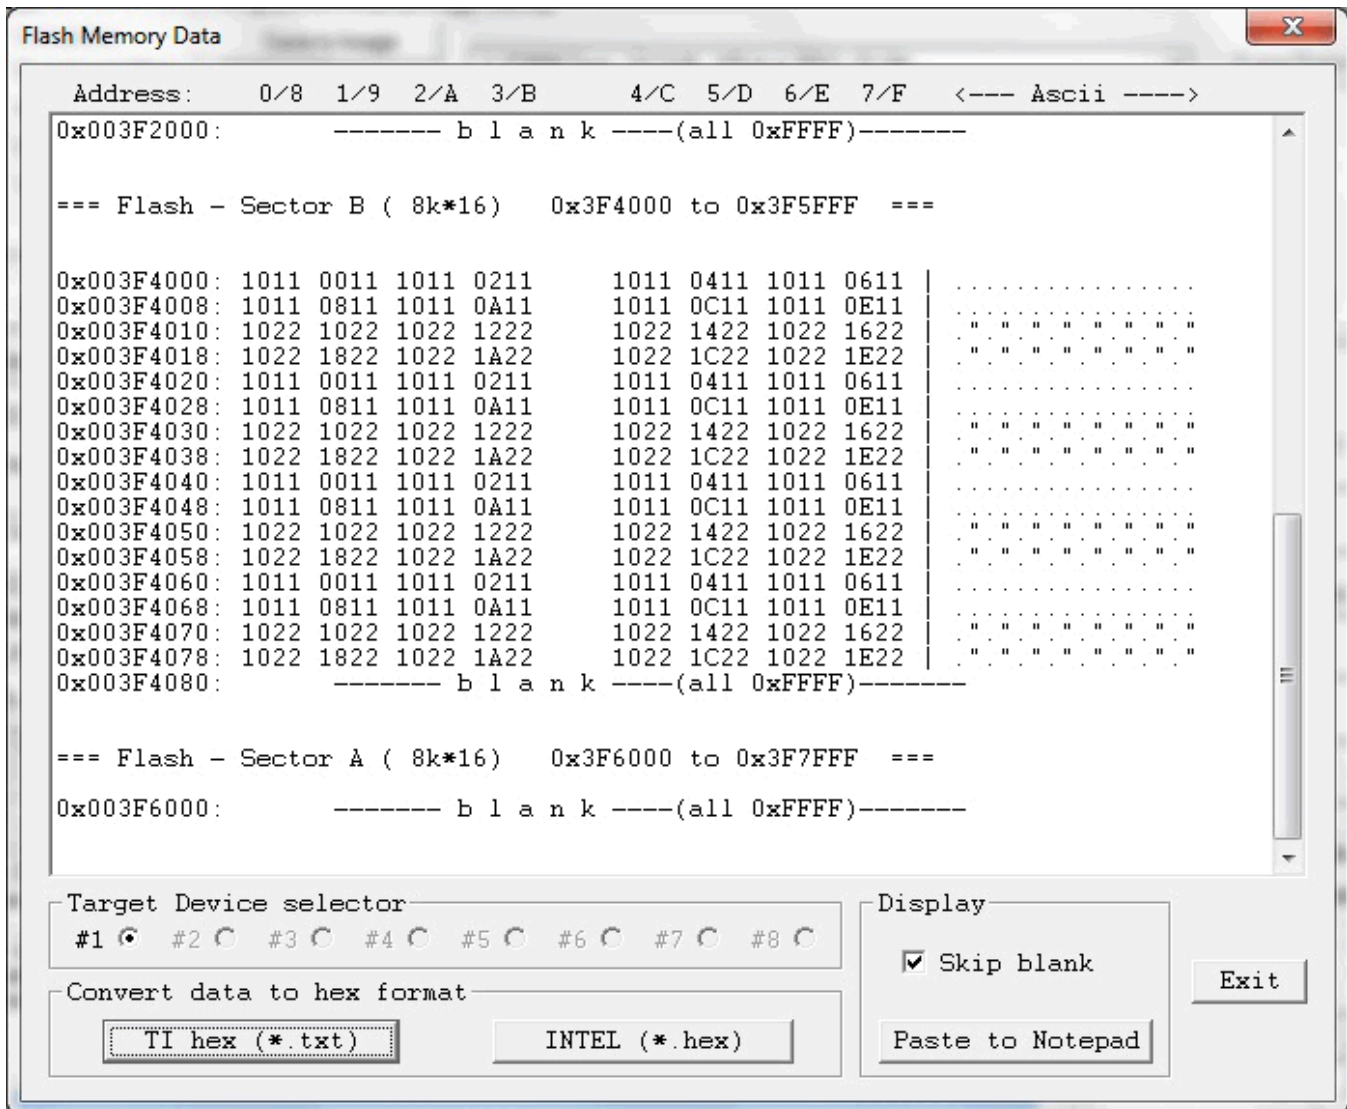 Flash Memory Data
Address: 0/8 1/9 2/A 3/B 4/C 5/D 6/E 7/F <--- Ascii ---->
0x003F2000: ------- b l a n k ----(all 0xFFFF)-------
=== Flash - Sector B ( 8k*16) 0x3F4000 to 0x3F5FFF ===
0x003F4000: 1011 0011 1011 0211 1011 0411 1011 0611 | ................
0x003F4008: 1011 0811 1011 0A11 1011 0C11 1011 0E11 | ................
0x003F4010: 1022 1022 1022 1222 1022 1422 1022 1622 | ."."."."."."."."
0x003F4018: 1022 1822 1022 1A22 1022 1C22 1022 1E22 | ."."."."."."."."
0x003F4020: 1011 0011 1011 0211 1011 0411 1011 0611 | ................
0x003F4028: 1011 0811 1011 0A11 1011 0C11 1011 0E11 | ................
0x003F4030: 1022 1022 1022 1222 1022 1422 1022 1622 | ."."."."."."."."
0x003F4038: 1022 1822 1022 1A22 1022 1C22 1022 1E22 | ."."."."."."."."
0x003F4040: 1011 0011 1011 0211 1011 0411 1011 0611 | ................
0x003F4048: 1011 0811 1011 0A11 1011 0C11 1011 0E11 | ................
0x003F4050: 1022 1022 1022 1222 1022 1422 1022 1622 | ."."."."."."."."
0x003F4058: 1022 1822 1022 1A22 1022 1C22 1022 1E22 | ."."."."."."."."
0x003F4060: 1011 0011 1011 0211 1011 0411 1011 0611 | ................
0x003F4068: 1011 0811 1011 0A11 1011 0C11 1011 0E11 | ................
0x003F4070: 1022 1022 1022 1222 1022 1422 1022 1622 | ."."."."."."."."
0x003F4078: 1022 1822 1022 1A22 1022 1C22 1022 1E22 | ."."."."."."."."
0x003F4080: ------- b l a n k ----(all 0xFFFF)-------
=== Flash - Sector A ( 8k*16) 0x3F6000 to 0x3F7FFF ===
0x003F6000: ------- b l a n k ----(all 0xFFFF)-------
Target Device selector
#1 #2 #3 #4 #5 #6 #7 #8
Convert data to hex format
TI hex (*.txt) INTEL (*.hex)
Display
Skip blank
Paste to Notepad
Exit